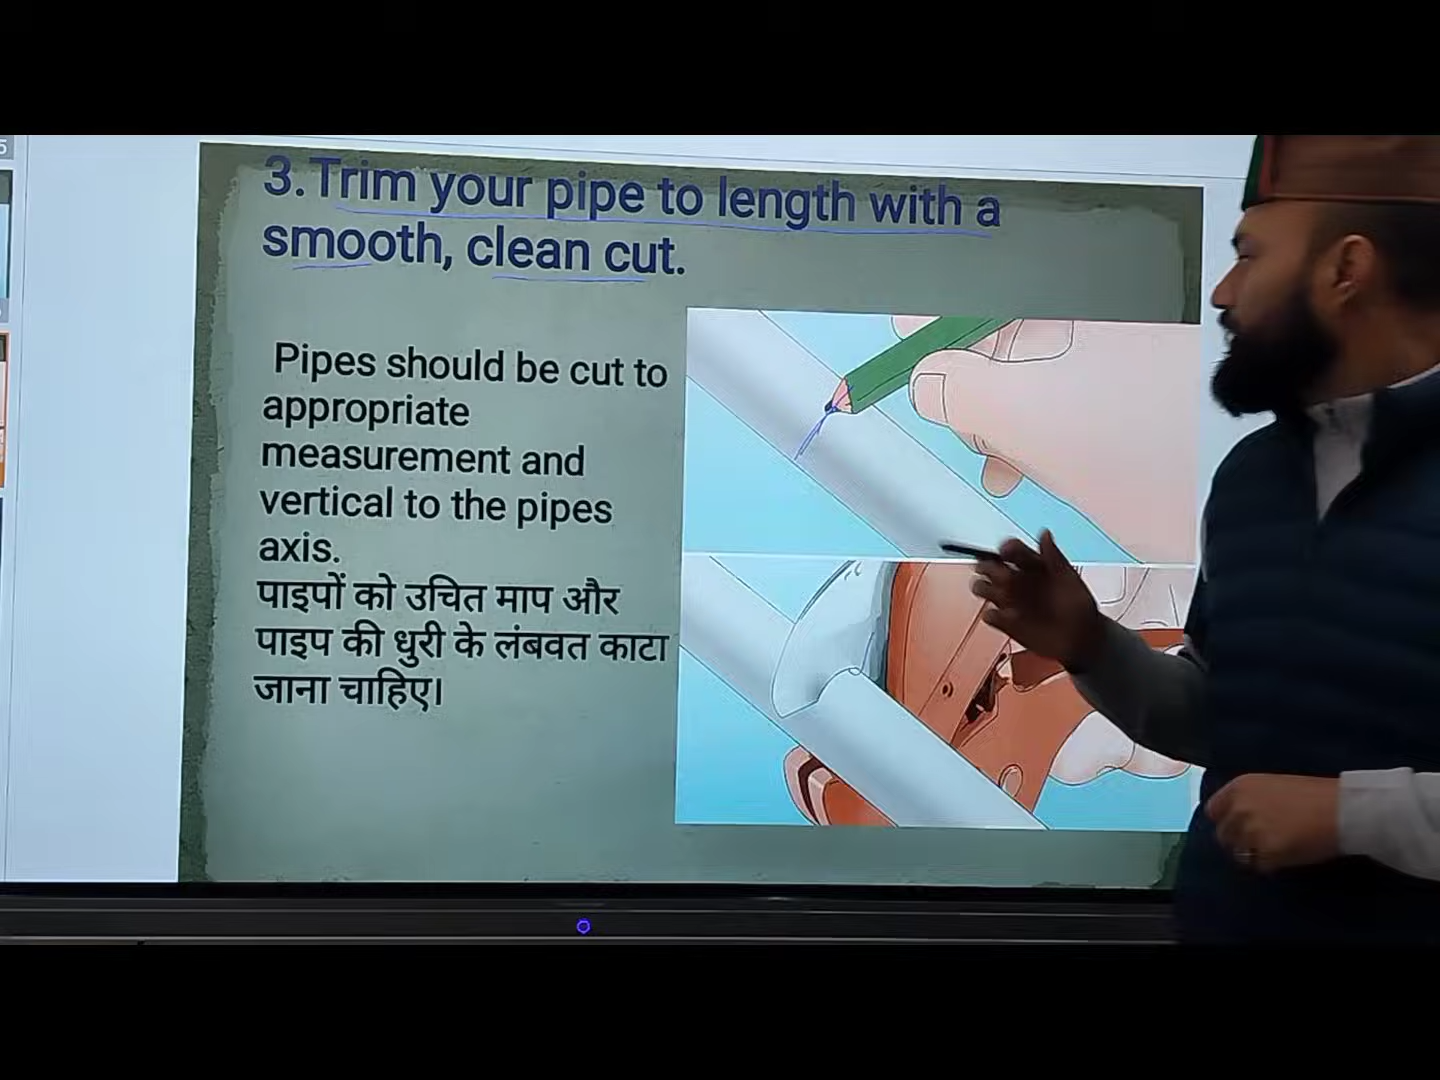 5
3. Trim your pipe to length with a
smooth, clean cut.
Pipes should be cut to
appropriate
measurement and
vertical to the pipes
axis.
पाइपों को उचित माप और
पाइप की धुरी के लंबवत काटा
जाना चाहिए।